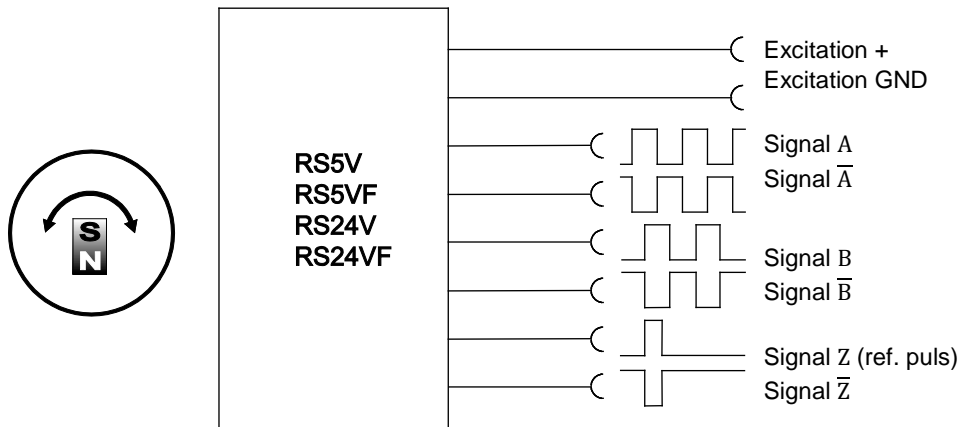 Excitation +
Excitation GND
Signal A
Signal A̅
RS5V
RS5VF
RS24V
RS24VF
S
N
Signal B
Signal B̅
Signal Z (ref. puls)
Signal Z̅